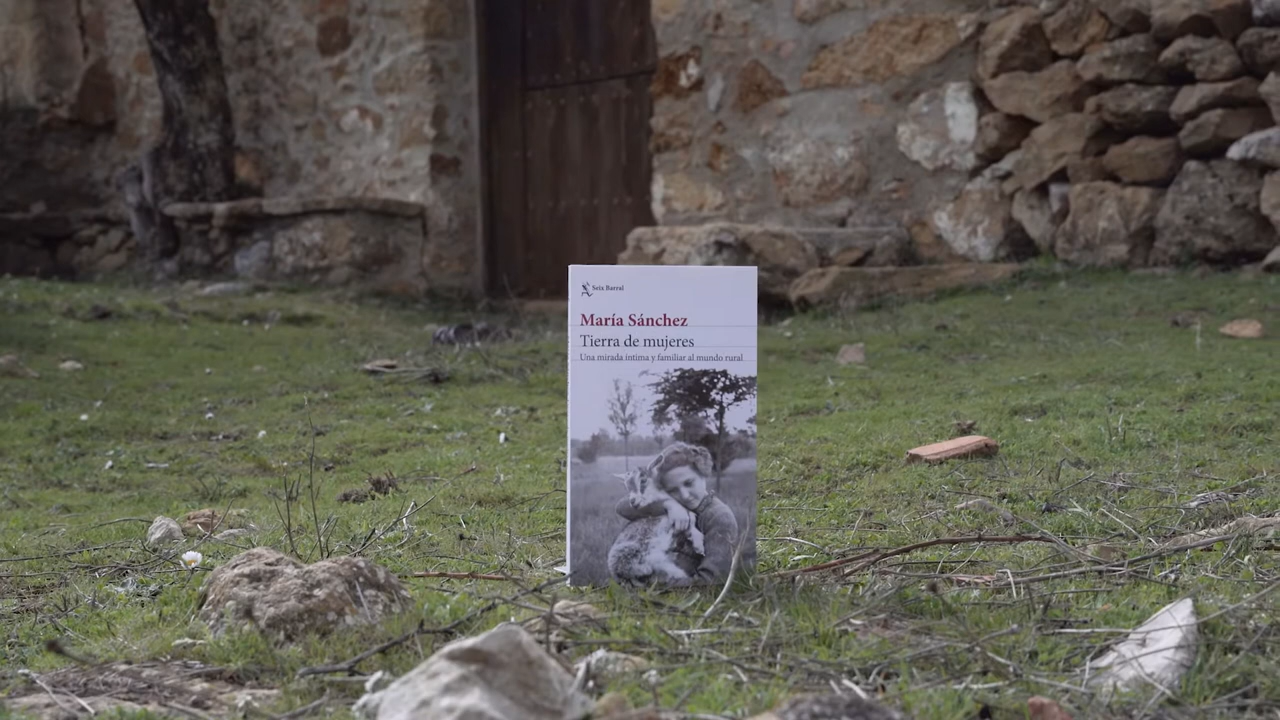 Seix Barral
María Sánchez
Tierra de mujeres
Una mirada íntima y familiar al mundo rural